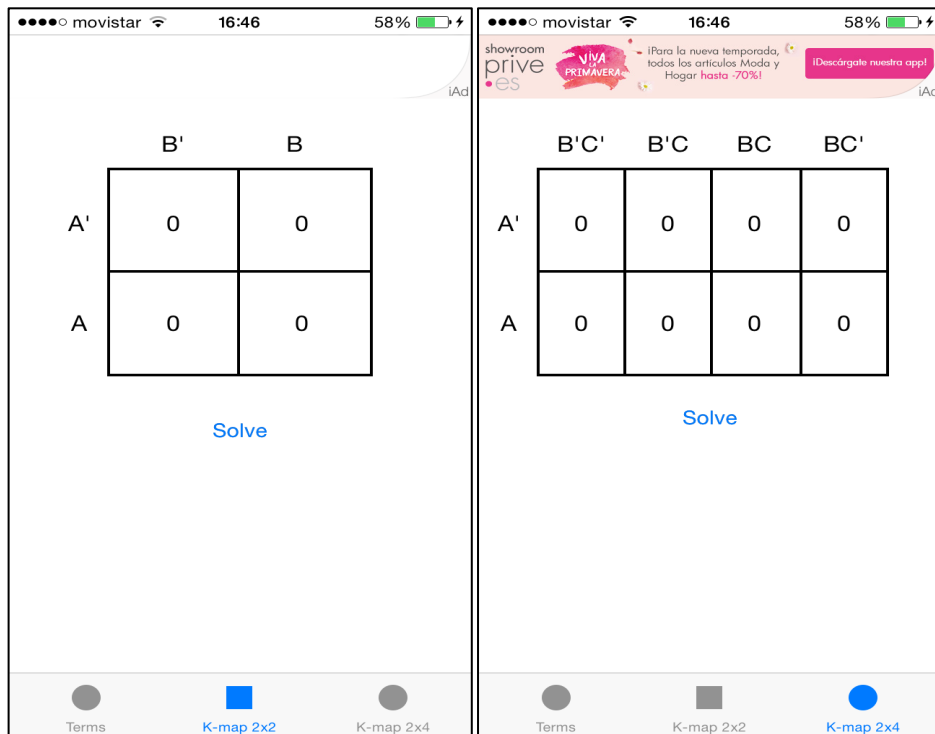 movistar 16:46 58%
iAd
B' B
A' 0 0
A 0 0
Solve
Terms K-map 2x2 K-map 2x4
movistar 16:46 58%
showroom
prive
es
VIVA
LA
PRIMAVERA
¡Para la nueva temporada,
todos los artículos Moda y
Hogar hasta -70%!
¡Descárgate nuestra app!
iAd
B'C' B'C BC BC'
A' 0 0 0 0
A 0 0 0 0
Solve
Terms K-map 2x2 K-map 2x4